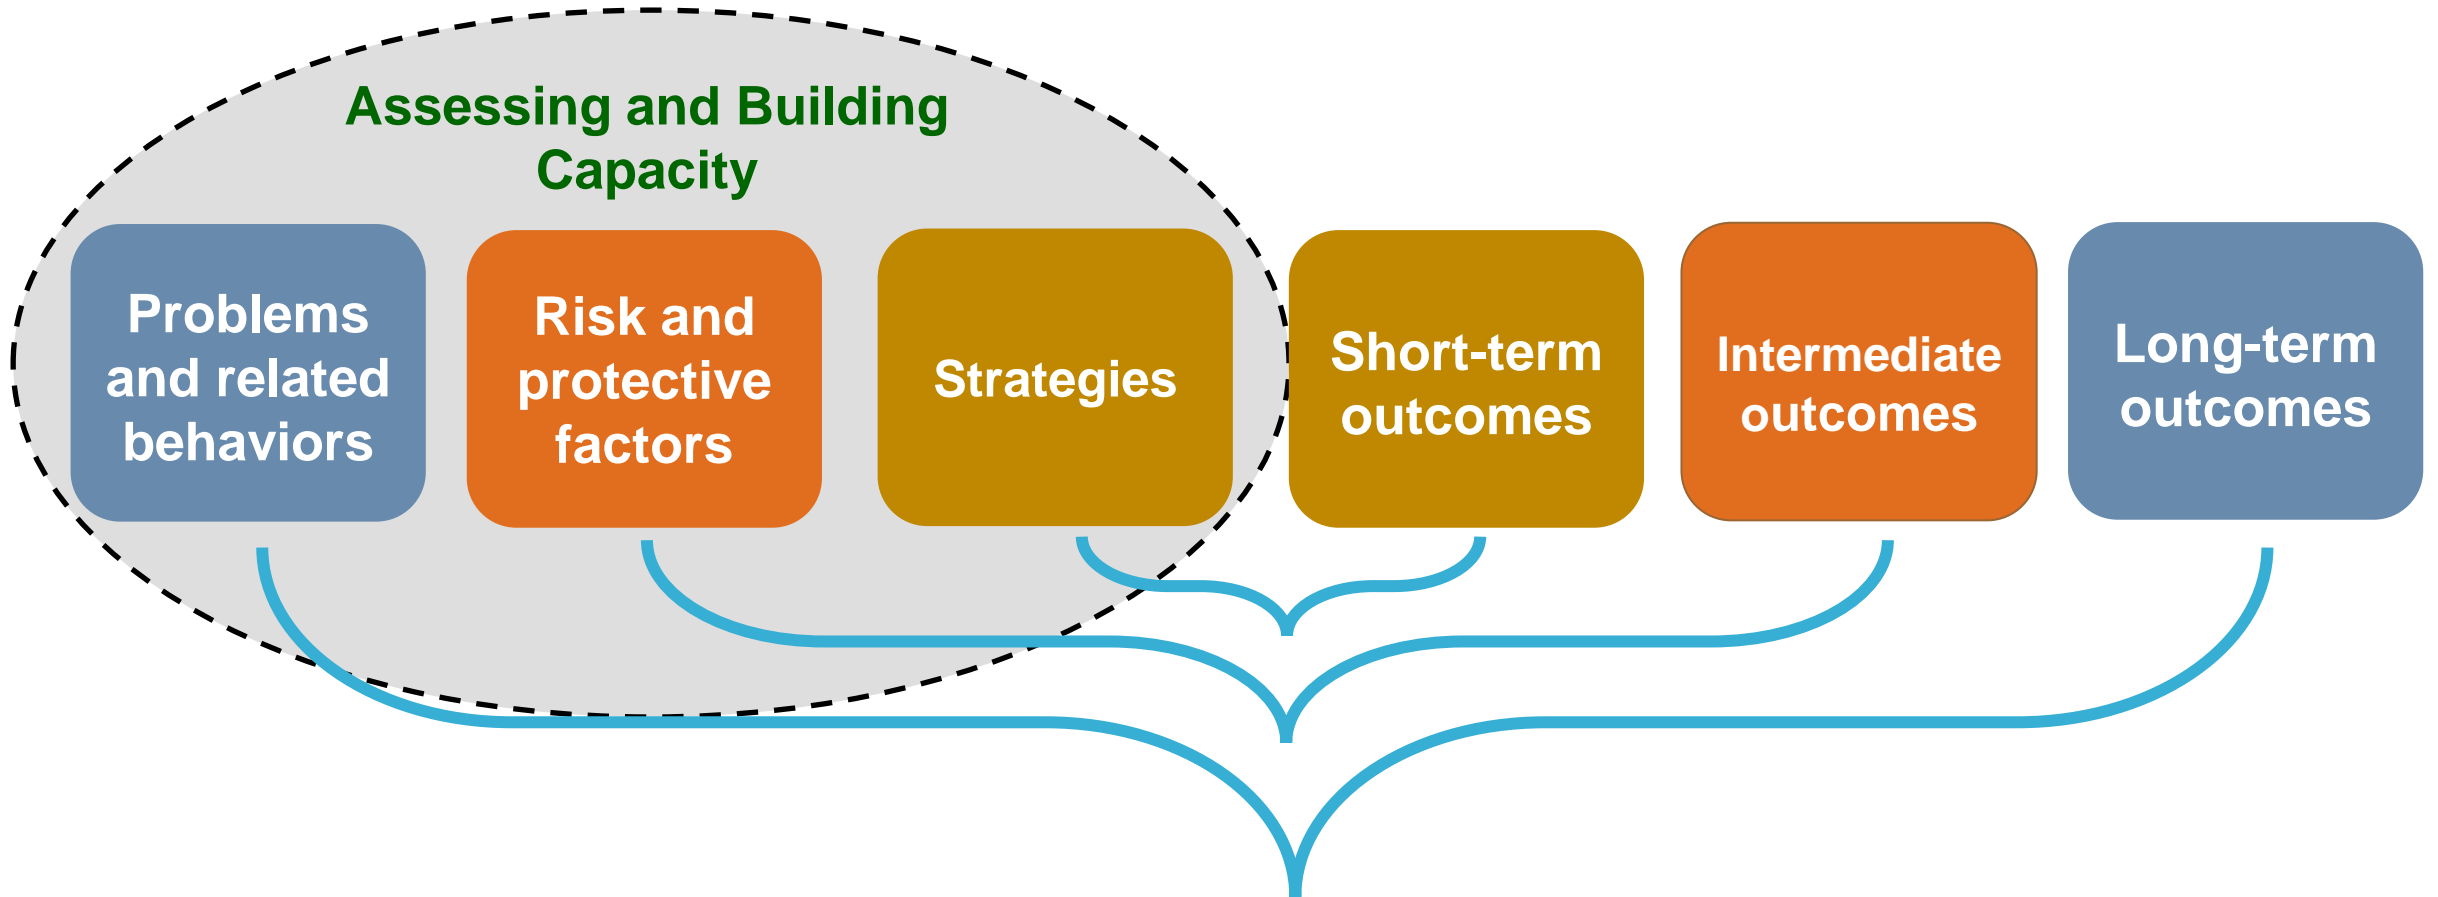 Assessing and Building
Capacity
Problems
and related
behaviors
Risk and
protective
factors
Strategies
Short-term
outcomes
Intermediate
outcomes
Long-term
outcomes